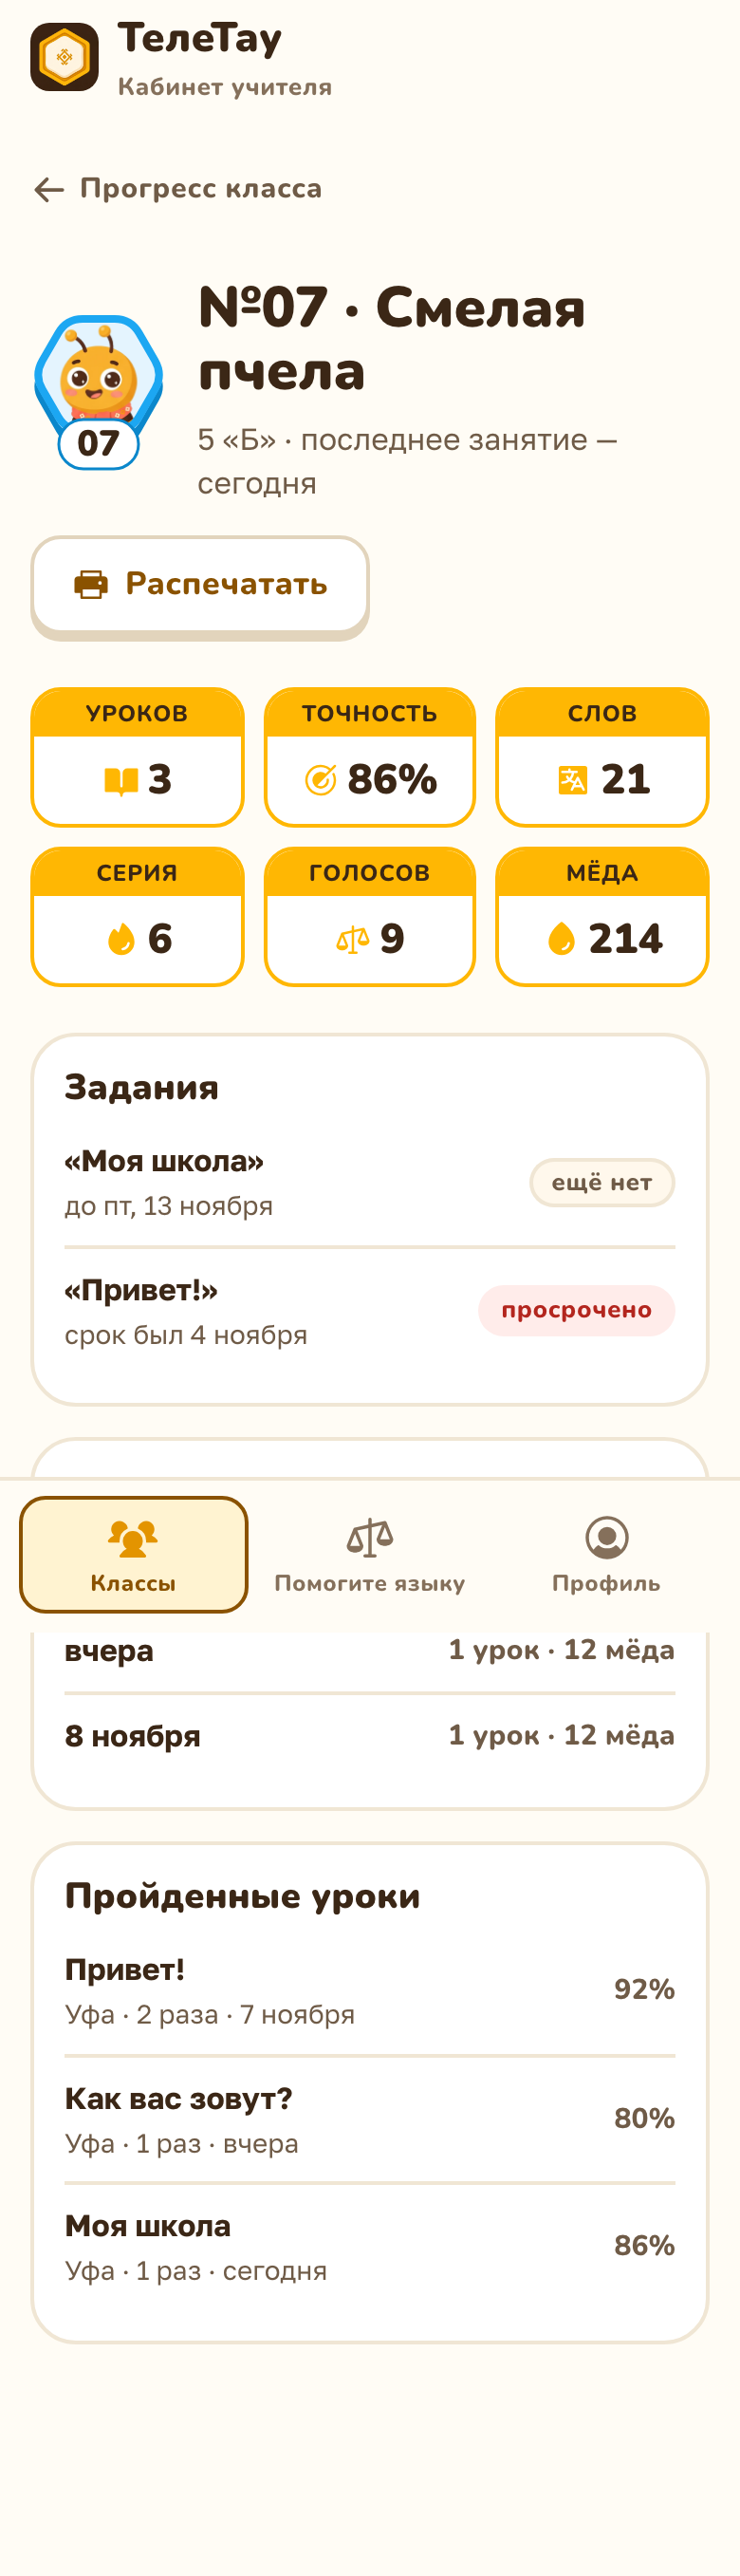 ТелеТау
Кабинет учителя
← Прогресс класса
№07 · Смелая
пчела
07
5 «Б» · последнее занятие —
сегодня
Распечатать
УРОКОВ
3
ТОЧНОСТЬ
86%
СЛОВ
21
СЕРИЯ
6
ГОЛОСОВ
9
МЁДА
214
Задания
«Моя школа»
до пт, 13 ноября
ещё нет
«Привет!»
срок был 4 ноября
просрочено
Классы
Помогите языку
Профиль
вчера
1 урок · 12 мёда
8 ноября
1 урок · 12 мёда
Пройденные уроки
Привет!
Уфа · 2 раза · 7 ноября
92%
Как вас зовут?
Уфа · 1 раз · вчера
80%
Моя школа
Уфа · 1 раз · сегодня
86%